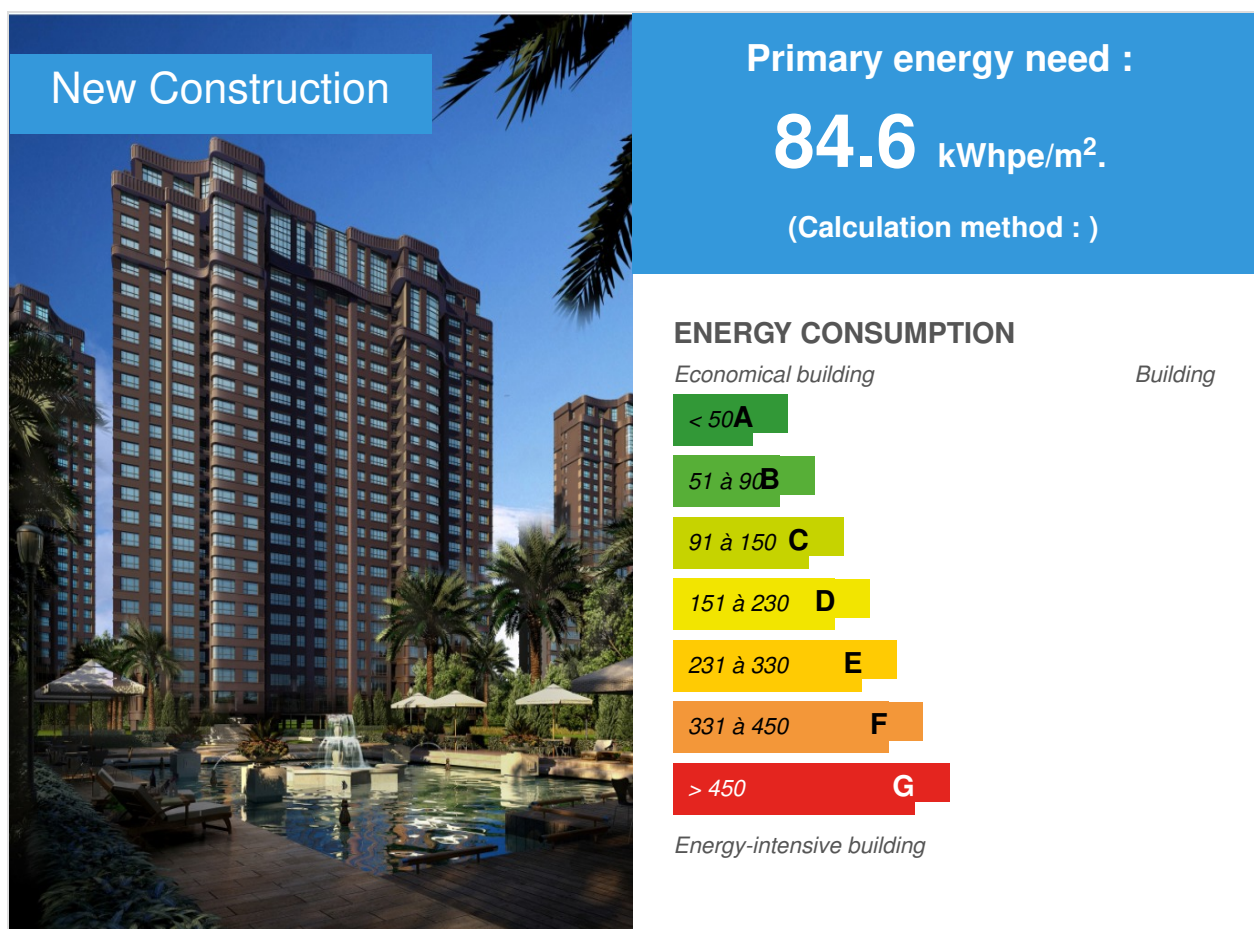 New Construction
Primary energy need :
84.6 kWhpe/m².
(Calculation method : )
ENERGY CONSUMPTION
Economical building
Building
< 50 A
51 à 90 B
91 à 150 C
151 à 230 D
231 à 330 E
331 à 450 F
> 450 G
Energy-intensive building